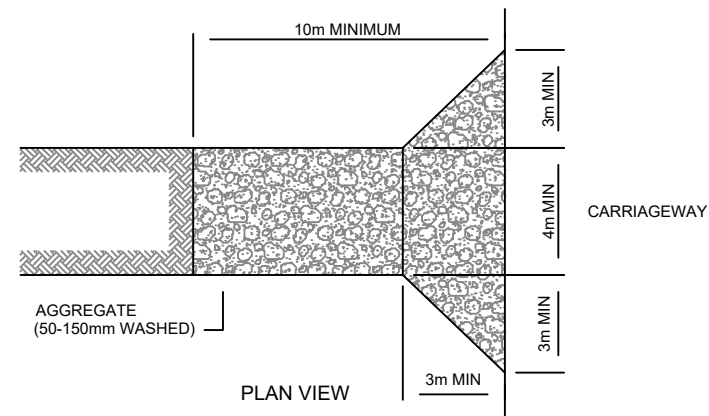 10m MINIMUM
3m MIN
4m MIN
CARRIAGEWAY
3m MIN
AGGREGATE
(50-150mm WASHED)
3m MIN
PLAN VIEW